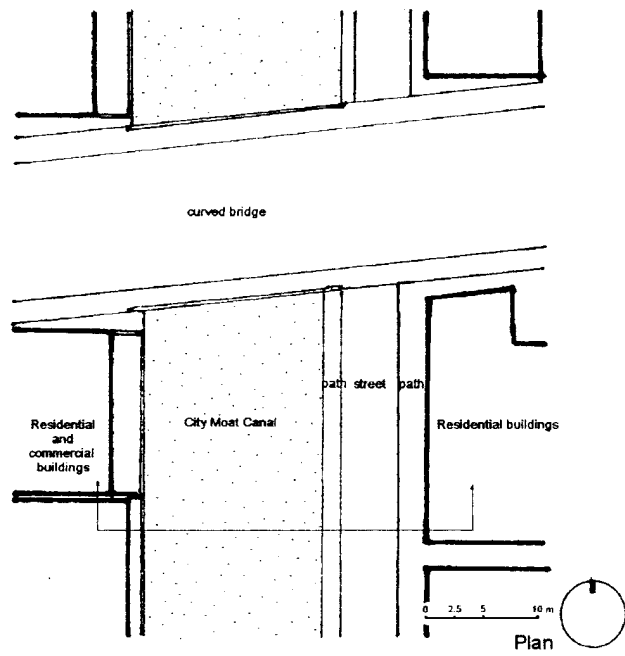 curved bridge
path street path
Residential
and
commercial
buildings
City Moat Canal
Residential buildings
0 2.5 5 10 m
Plan